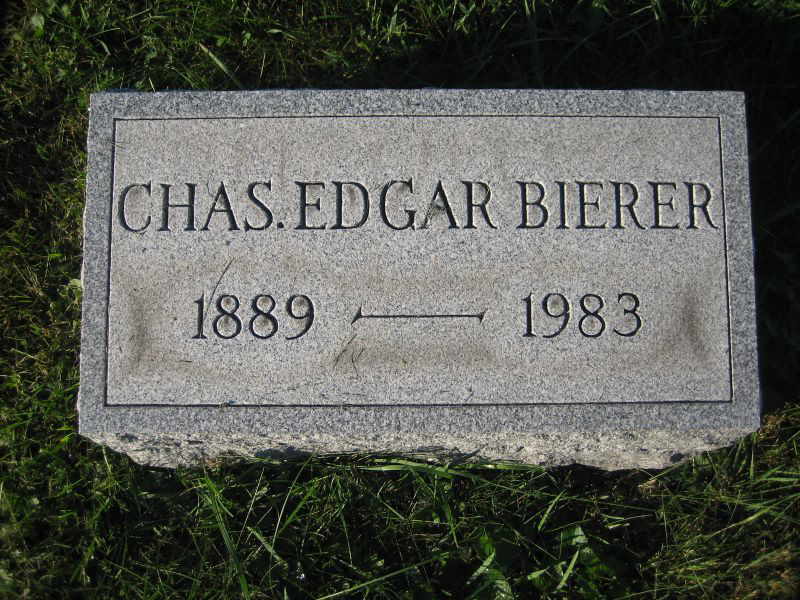 CHAS. EDGAR BIERER
1889 — 1983